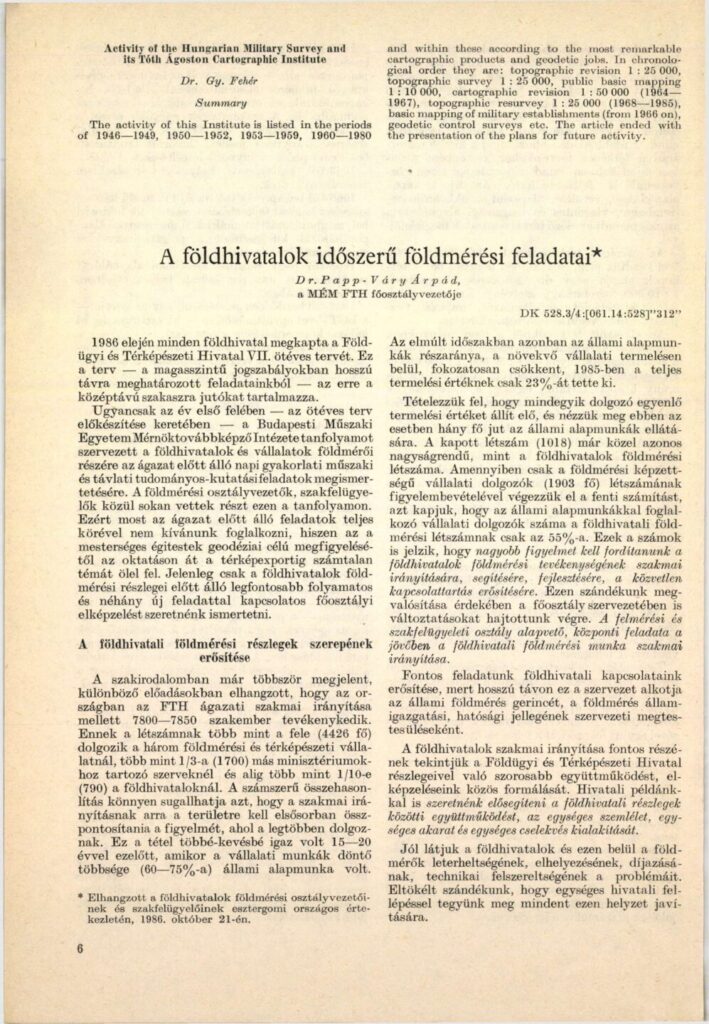 Activity of the Hungarian Military Survey and
its Tóth Ágoston Cartographic Institute
Dr. Gy. Fehér
Summary
The activity of this Institute is listed in the periods
of 1946—1949, 1950—1952, 1953—1959, 1960—1980
and within these according to the most remarkable
cartographic products and geodetic jobs. In chronolo-
gical order they are: topographic revision 1 : 25 000,
topographic survey 1 : 25 000, public basic mapping
1 : 10 000, cartographic revision 1 : 50 000 (1964—
1967), topographic resurvey 1 : 25 000 (1968—1985),
basic mapping of military establishments (from 1966 on),
geodetic control surveys etc. The article ended with
the presentation of the plans for future activity.
A földhivatalok időszerű földmérési feladatai*
Dr. Papp-Váry Árpád,
a MÉM FTH főosztályvezetője
DK 528.3/4:[061.14:528]"312"
1986 elején minden földhivatal megkapta a Föld-
ügyi és Térképészeti Hivatal VII. ötéves tervét. Ez
a terv — a magasszintű jogszabályokban hosszú
távra meghatározott feladatainkból — az erre a
középtávú szakaszra jutókat tartalmazza.
Ugyancsak az év első felében — az ötéves terv
előkészítése keretében — a Budapesti Műszaki
Egyetem Mérnöktovábbképző Intézete tanfolyamot
szervezett a földhivatalok és vállalatok földmérői
részére az ágazat előtt álló napi gyakorlati műszaki
és távlati tudományos-kutatási feladatok megismer-
tetésére. A földmérési osztályvezetők, szakfelügye-
lők közül sokan vettek részt ezen a tanfolyamon.
Ezért most az ágazat előtt álló feladatok teljes
körével nem kívánunk foglalkozni, hiszen az a
mesterséges égitestek geodéziai célú megfigyelésé-
től az oktatáson át a térképexportig számtalan
témát ölel fel. Jelenleg csak a földhivatalok föld-
mérési részlegei előtt álló legfontosabb folyamatos
és néhány új feladattal kapcsolatos főosztályi
elképzelést szeretnénk ismertetni.
A földhivatali földmérési részlegek szerepének
erősítése
A szakirodalomban már többször megjelent,
különböző előadásokban elhangzott, hogy az or-
szágban az FTH ágazati szakmai irányítása
mellett 7800—7850 szakember tevékenykedik.
Ennek a létszámnak több mint a fele (4426 fő)
dolgozik a három földmérési és térképészeti válla-
latnál, több mint 1/3-a (1700) más minisztériumok-
hoz tartozó szerveknél és alig több mint 1/10-e
(790) a földhivataloknál. A számszerű összehason-
lítás könnyen sugallhatja azt, hogy a szakmai irá-
nyításnak arra a területre kell elsősorban össz-
pontosítania a figyelmét, ahol a legtöbben dolgoz-
nak. Ez a tétel többé-kevésbé igaz volt 15—20
évvel ezelőtt, amikor a vállalati munkák döntő
többsége (60—75%-a) állami alapmunka volt.
* Elhangzott a földhivatalok földmérési osztályvezetői-
nek és szakfelügyelőinek esztergomi országos érte-
kezletén, 1986. október 21-én.
6
Az elmúlt időszakban azonban az állami alapmun-
kák részaránya, a növekvő vállalati termelésen
belül, fokozatosan csökkent, 1985-ben a teljes
termelési értéknek csak 23%-át tette ki.
Tételezzük fel, hogy mindegyik dolgozó egyenlő
termelési értéket állít elő, és nézzük meg ebben az
esetben hány fő jut az állami alapmunkák ellátá-
sára. A kapott létszám (1018) már közel azonos
nagyságrendű, mint a földhivatalok földmérési
létszáma. Amennyiben csak a földmérési képzett-
ségű vállalati dolgozók (1903 fő) létszámának
figyelembevételével végezzük el a fenti számítást,
azt kapjuk, hogy az állami alapmunkákkal foglal-
kozó vállalati dolgozók száma a földhivatali föld-
mérési létszámnak csak az 55%-a. Ezek a számok
is jelzik, hogy nagyobb figyelmet kell fordítanunk a
földhivatalok földmérési tevékenységének szakmai
irányítására, segítésére, fejlesztésére, a közvetlen
kapcsolattartás erősítésére. Ezen szándékunk meg-
valósítása érdekében a főosztály szervezetében is
változtatásokat hajtottunk végre. A felmérési és
szakfelügyeleti osztály alapvető, központi feladata a
jövőben a földhivatali földmérési munka szakmai
irányítása.
Fontos feladatunk földhivatali kapcsolataink
erősítése, mert hosszú távon ez a szervezet alkotja
az állami földmérés gerincét, a földmérés állam-
igazgatási, hatósági jellegének szervezeti megtes-
tesüléseként.
A földhivatalok szakmai irányítása fontos részé-
nek tekintjük a Földügyi és Térképészeti Hivatal
részlegeivel való szorosabb együttműködést, el-
képzeléseink közös formálását. Hivatali példánk-
kal is szeretnénk elősegíteni a földhivatali részlegek
közötti együttműködést, az egységes szemlélet, egy-
séges akarat és egységes cselekvés kialakítását.
Jól látjuk a földhivatalok és ezen belül a föld-
mérők leterheltségének, elhelyezésének, díjazásá-
nak, technikai felszereltségének a problémáit.
Eltökélt szándékunk, hogy egységes hivatali fel-
lépéssel tegyünk meg mindent ezen helyzet javí-
tására.